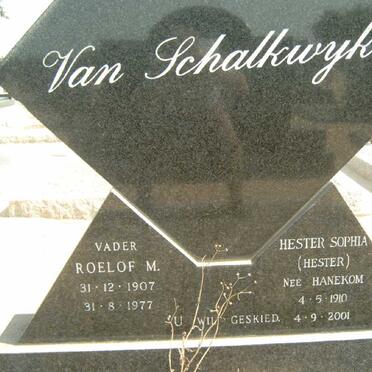 Van Schalkwyk
VADER
ROELOF M.
31·12·1907
31·8·1977
HESTER SOPHIA
(HESTER)
NEE HANEKOM
4·5·1910
4·9·2001
U WIL GESKIED.